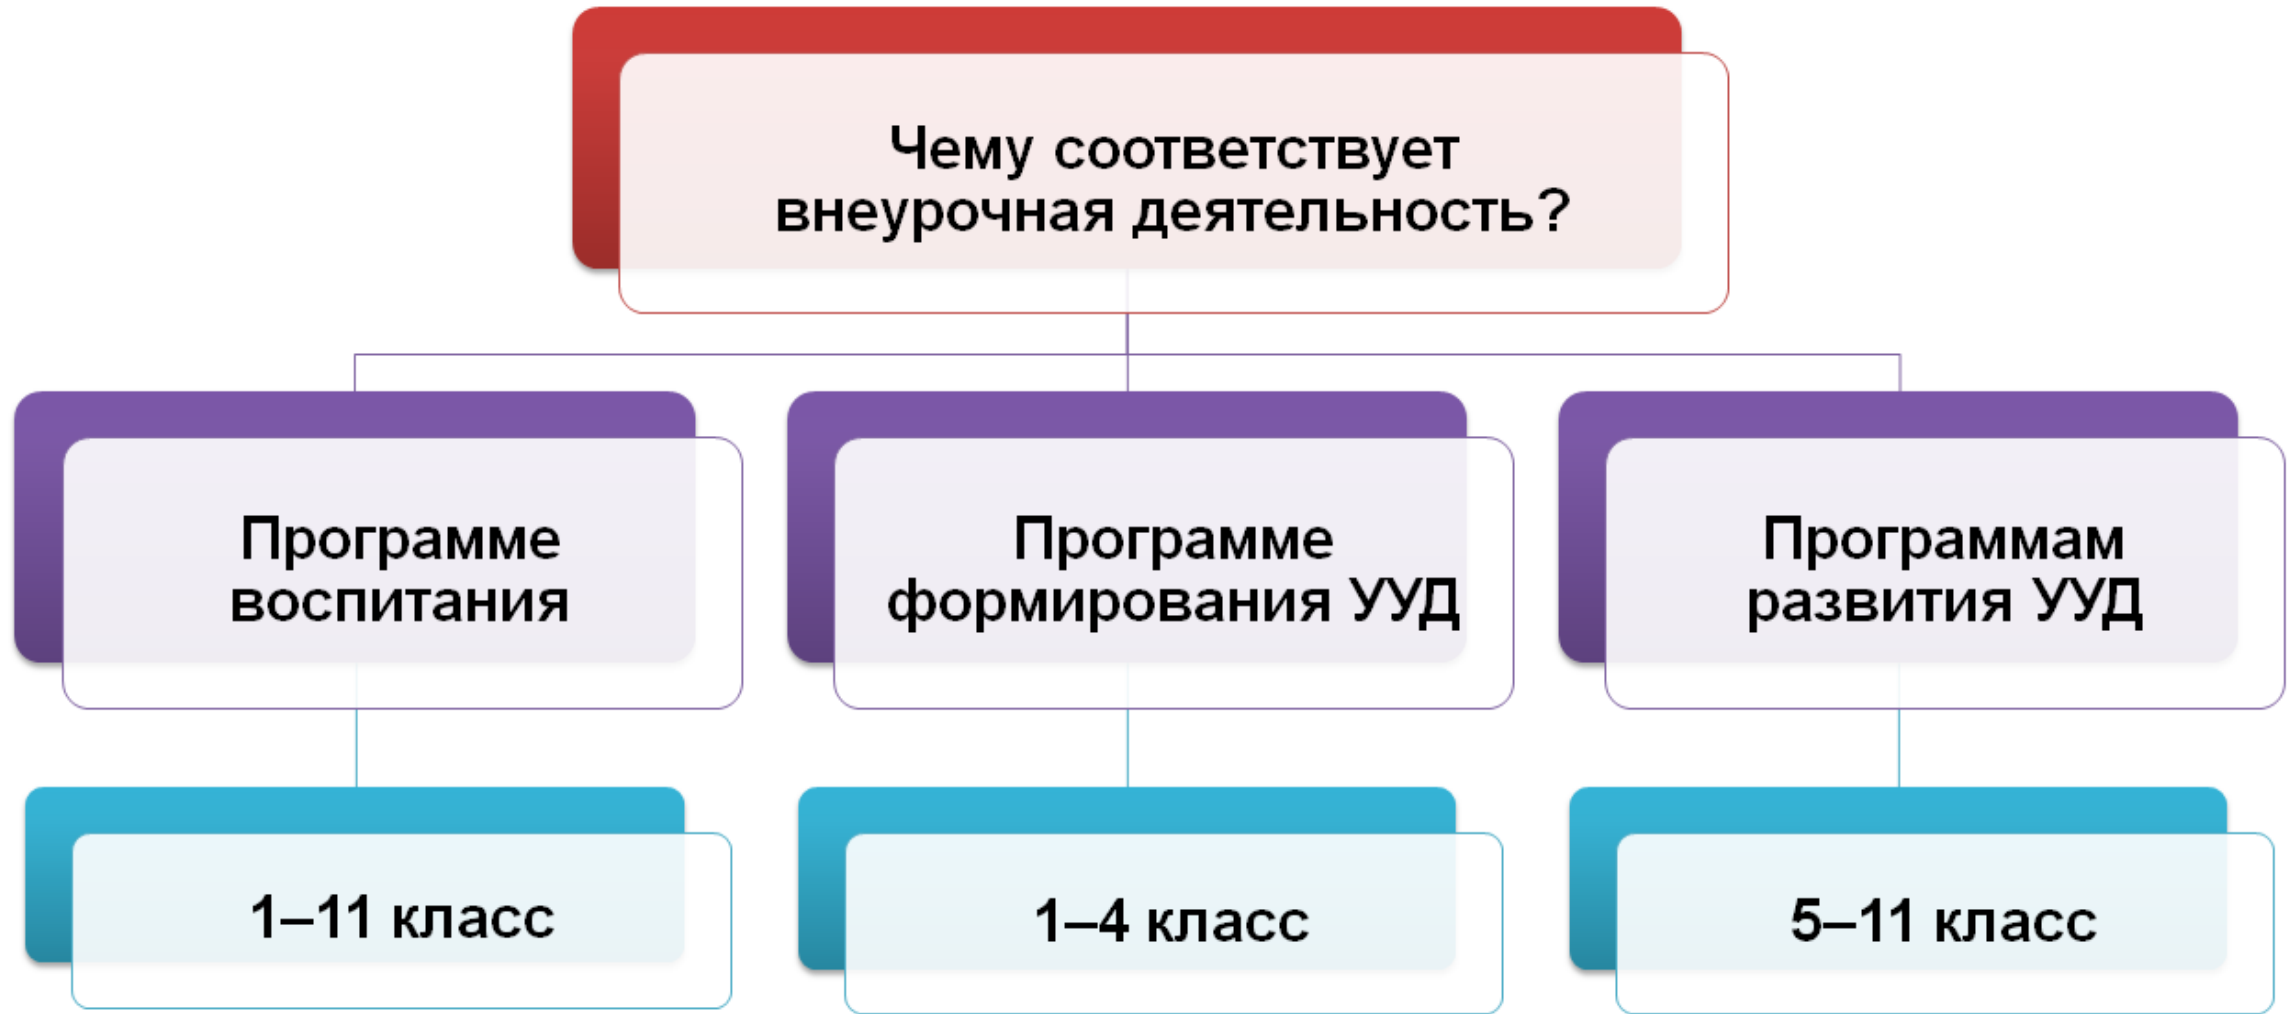 Чему соответствует
внеурочная деятельность?
Программе
воспитания
Программе
формирования УУД
Программам
развития УУД
1–11 класс
1–4 класс
5–11 класс